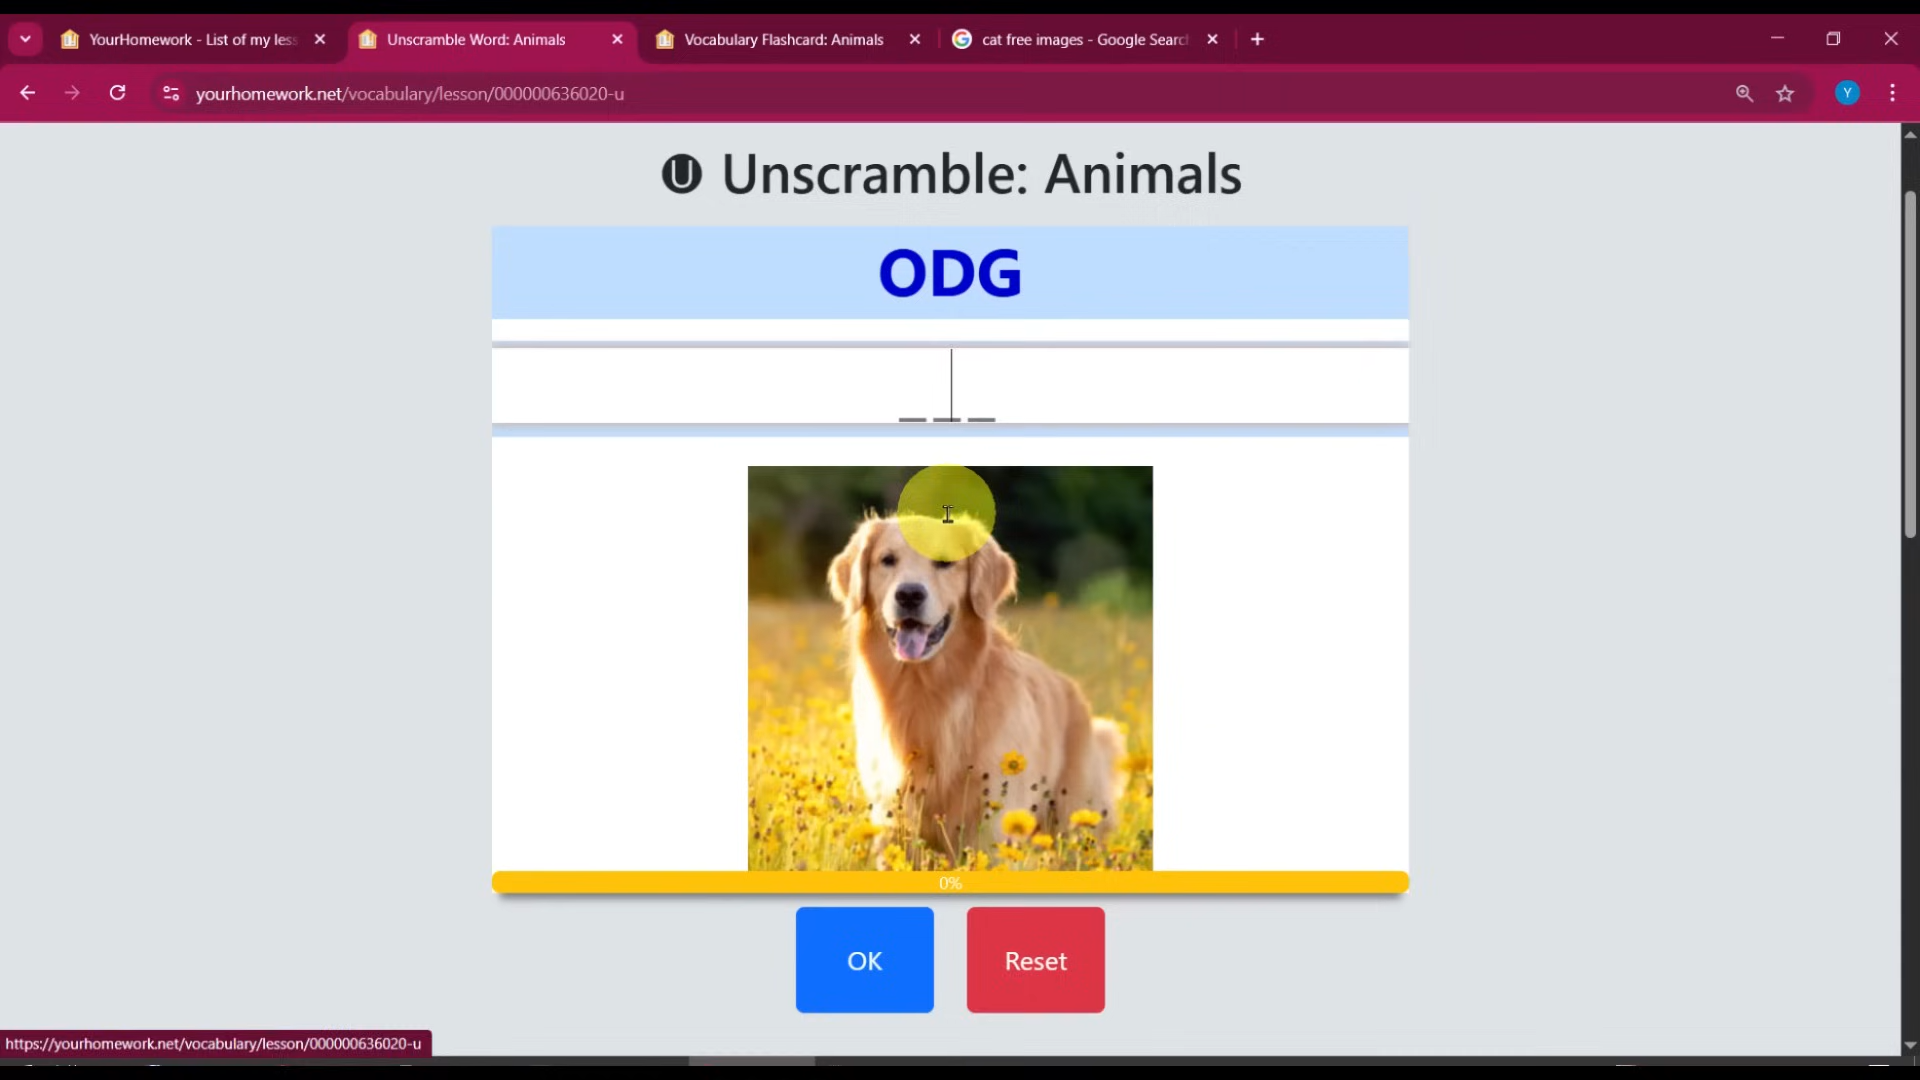 YourHomework - List of my less
Unscramble Word: Animals
Vocabulary Flashcard: Animals
cat free images - Google Search
yourhomework.net/vocabulary/lesson/000000636020-u
Y
U Unscramble: Animals
ODG
0%
OK
Reset
https://yourhomework.net/vocabulary/lesson/000000636020-u